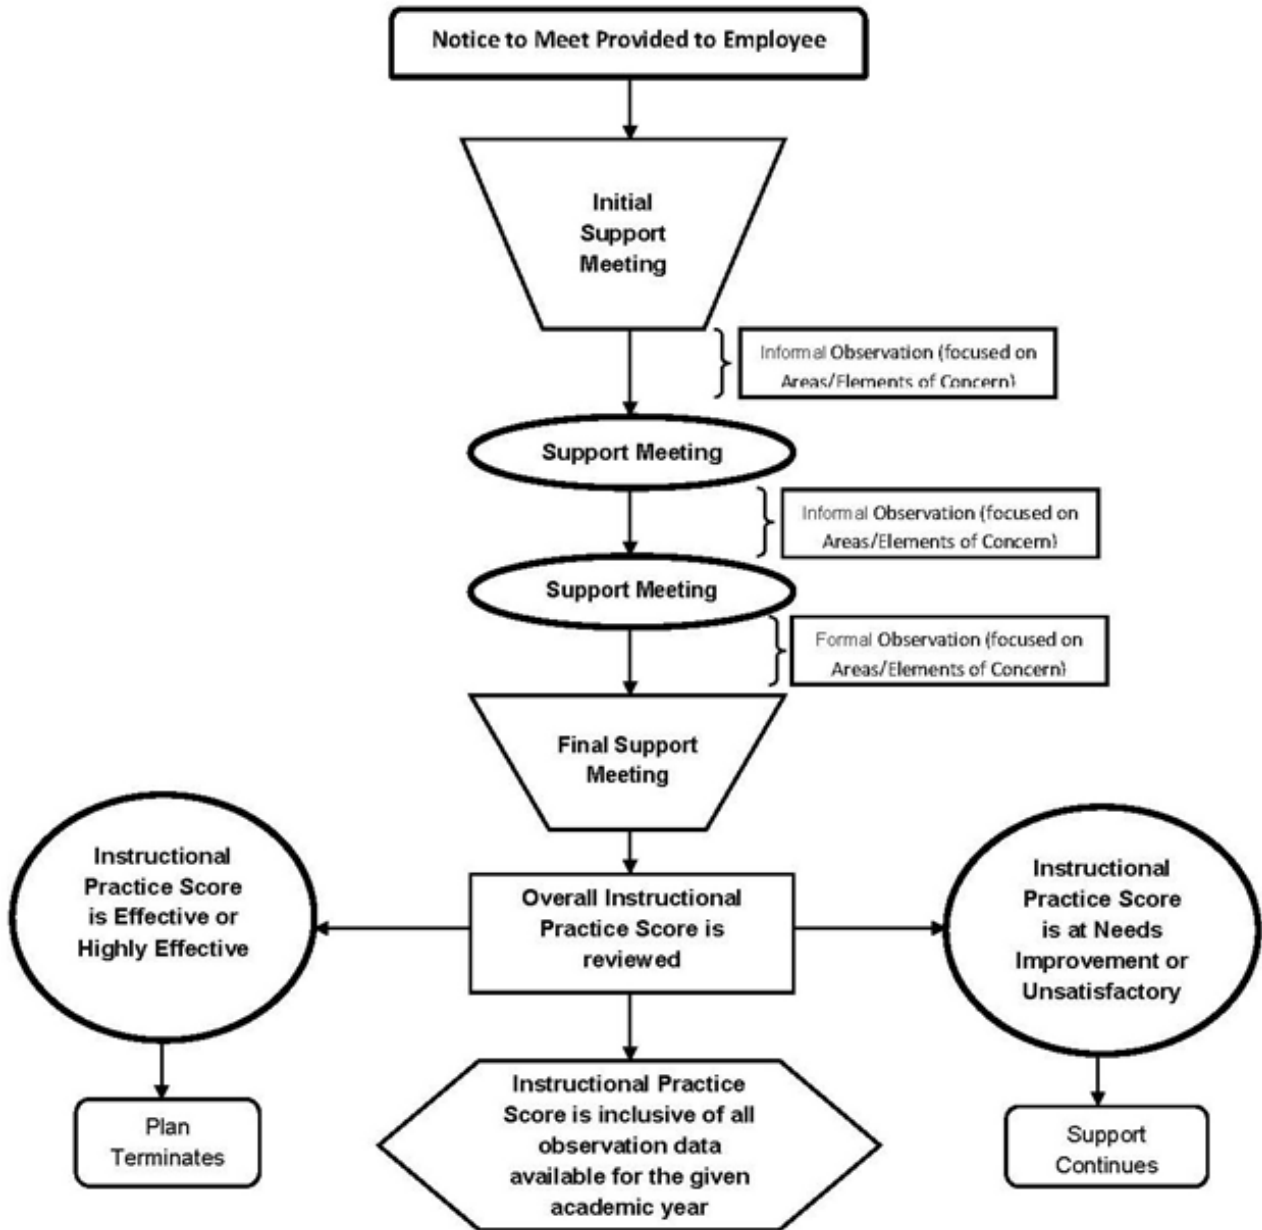 Notice to Meet Provided to Employee
Initial
Support
Meeting
Informal Observation (focused on
Areas/Elements of Concern)
Support Meeting
Informal Observation (focused on
Areas/Elements of Concern)
Support Meeting
Formal Observation (focused on
Areas/Elements of Concern)
Final Support
Meeting
Instructional
Practice Score
is Effective or
Highly Effective
Overall Instructional
Practice Score is
reviewed
Instructional
Practice Score
is at Needs
Improvement or
Unsatisfactory
Plan
Terminates
Instructional Practice
Score is inclusive of all
observation data
available for the given
academic year
Support
Continues